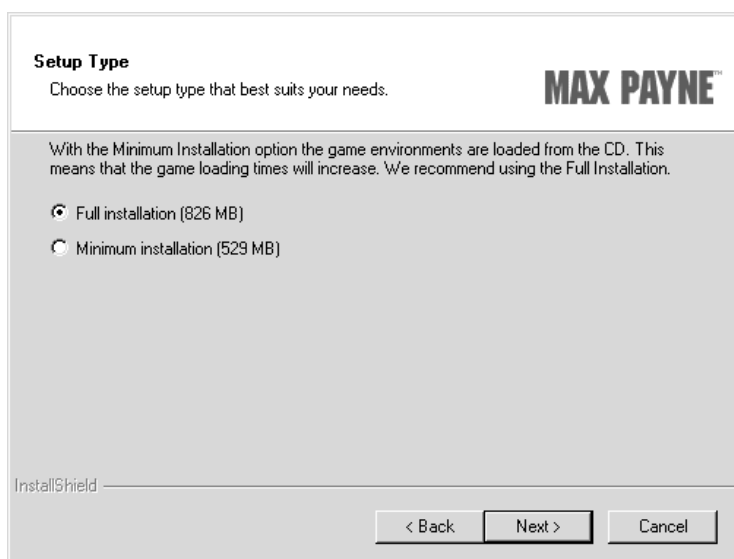 Setup Type
Choose the setup type that best suits your needs.
MAX PAYNE™
With the Minimum Installation option the game environments are loaded from the CD. This
means that the game loading times will increase. We recommend using the Full Installation.
Full installation (826 MB)
Minimum installation (529 MB)
InstallShield
< Back
Next >
Cancel